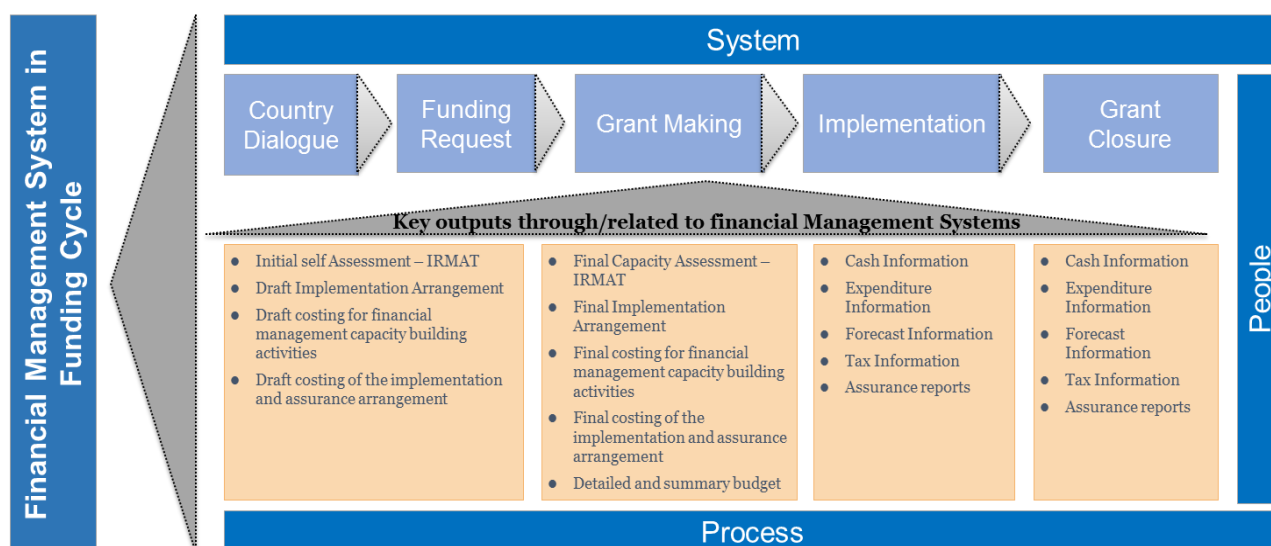 Financial Management System in
Funding Cycle
System
Country
Dialogue
Funding
Request
Grant Making
Implementation
Grant
Closure
Key outputs through/related to financial Management Systems
● Initial self Assessment – IRMAT
● Draft Implementation Arrangement
● Draft costing for financial
management capacity building
activities
● Draft costing of the implementation
and assurance arrangement
● Final Capacity Assessment –
IRMAT
● Final Implementation
Arrangement
● Final costing for financial
management capacity building
activities
● Final costing of the
implementation and assurance
arrangement
● Detailed and summary budget
● Cash Information
● Expenditure
Information
● Forecast Information
● Tax Information
● Assurance reports
● Cash Information
● Expenditure
Information
● Forecast
Information
● Tax Information
● Assurance reports
People
Process